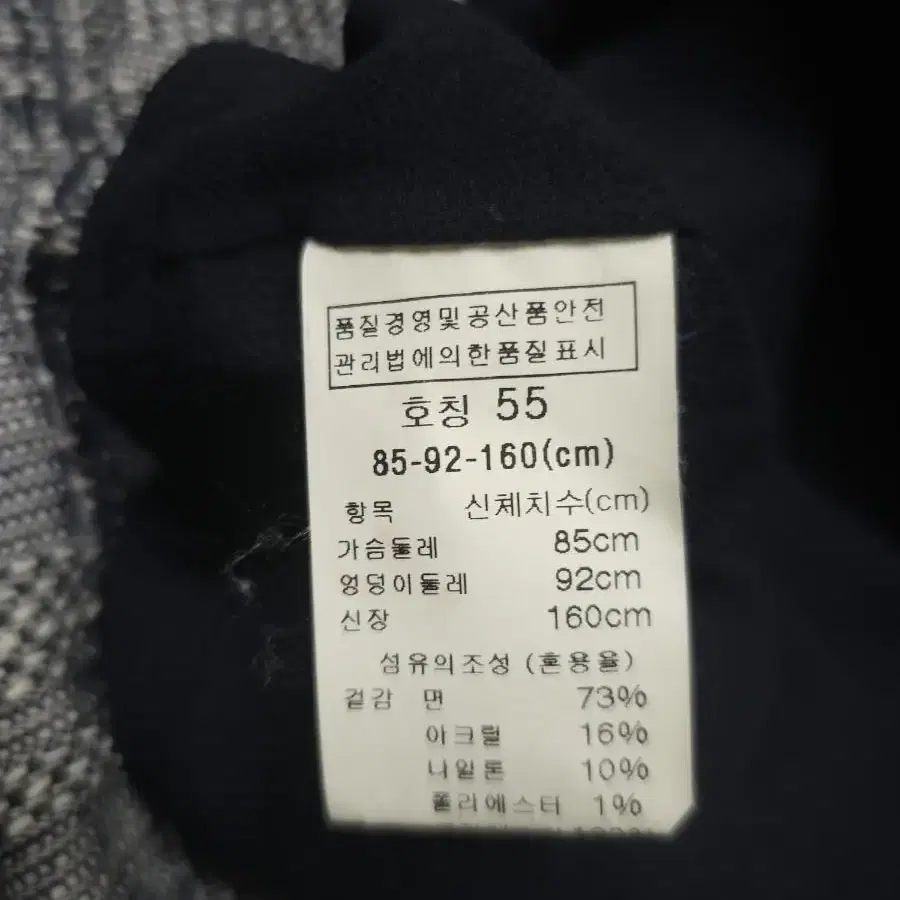 품질경영및공산품안전
관리법에의한품질표시
호칭 55
85-92-160(cm)
항목 신체치수(cm)
가슴둘레 85cm
엉덩이둘레 92cm
신장 160cm
섬유의조성 (혼용율)
겉감 면 73%
아크릴 16%
나일론 10%
폴리에스터 1%